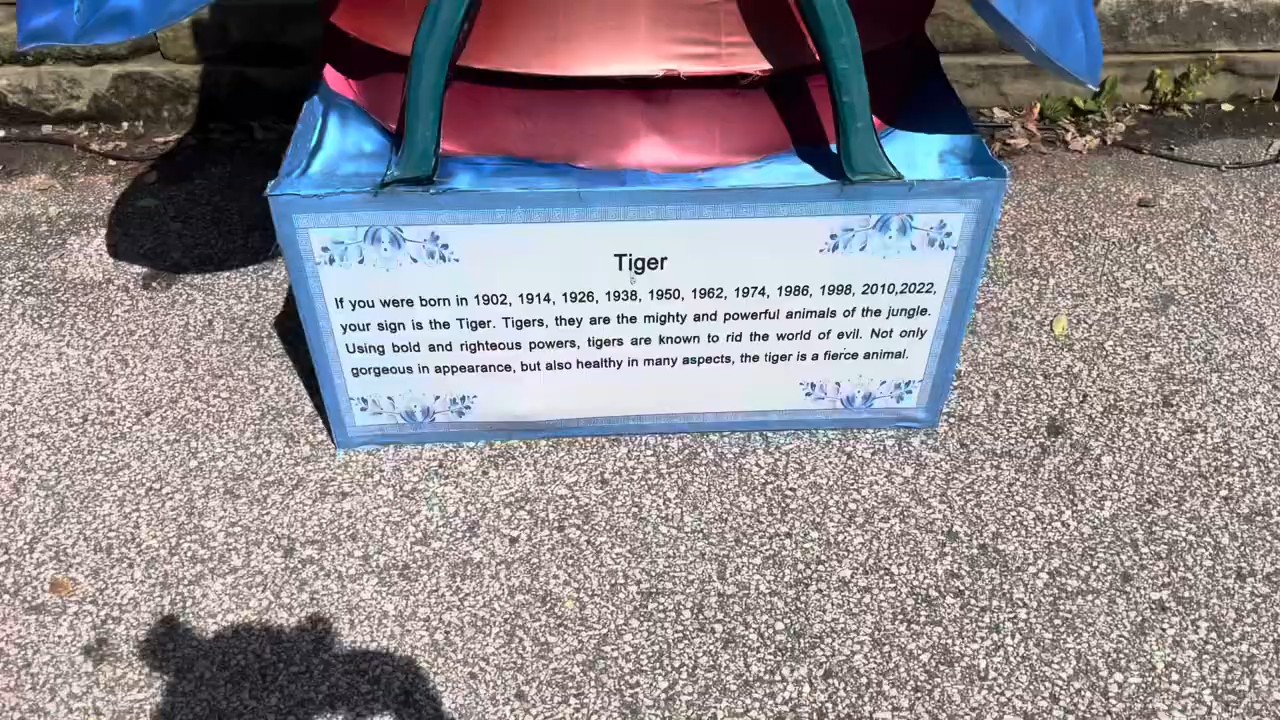 Tiger
If you were born in 1902, 1914, 1926, 1938, 1950, 1962, 1974, 1986, 1998, 2010,2022,
your sign is the Tiger. Tigers, they are the mighty and powerful animals of the jungle.
Using bold and righteous powers, tigers are known to rid the world of evil. Not only
gorgeous in appearance, but also healthy in many aspects, the tiger is a fierce animal.